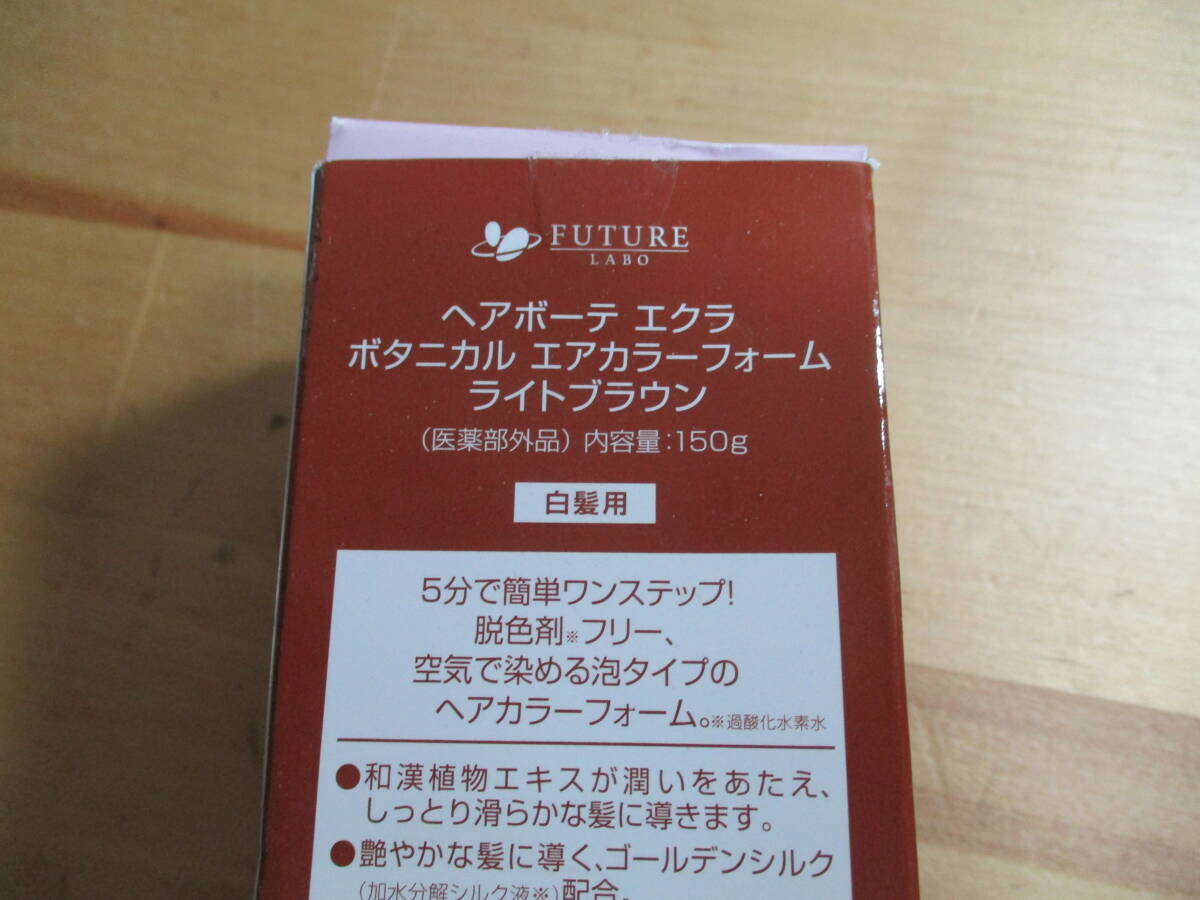 FUTURE
LABO
ヘアボーテ エクラ
ボタニカル エアカラーフォーム
ライトブラウン
(医薬部外品) 内容量:150g
白髪用
5分で簡単ワンステップ!
脱色剤※フリー、
空気で染める泡タイプの
ヘアカラーフォーム。※過酸化水素水
●和漢植物エキスが潤いをあたえ、
しっとり滑らかな髪に導きます。
●艶やかな髪に導く、ゴールデンシルク
(加水分解シルク液※)配合。